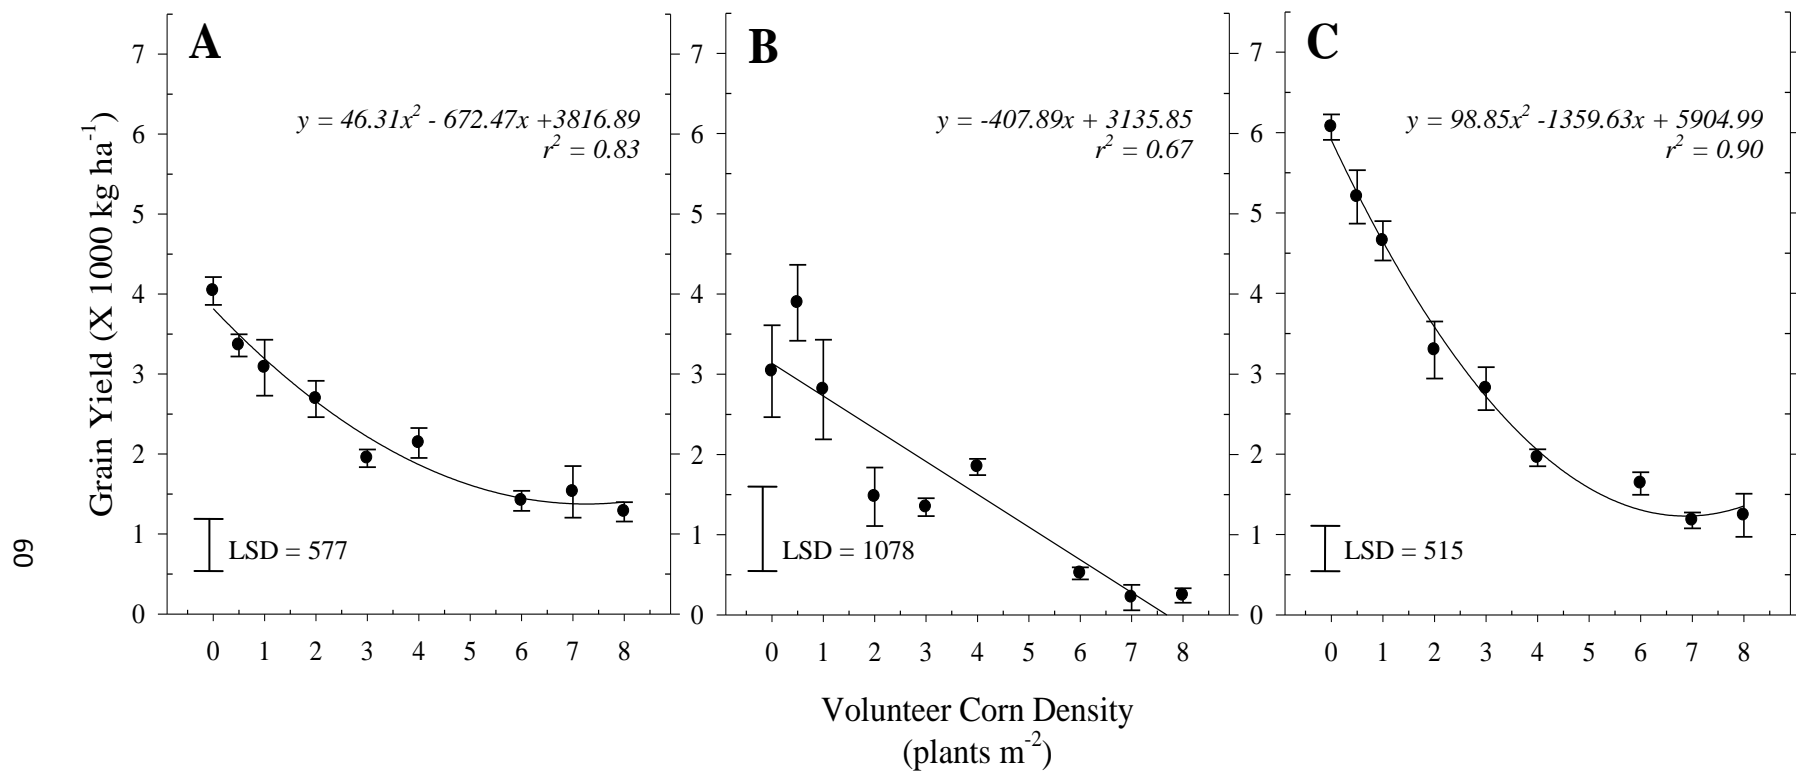 A
B
C
y = 46.31x² - 672.47x +3816.89
r² = 0.83
y = -407.89x + 3135.85
r² = 0.67
y = 98.85x² -1359.63x + 5904.99
r² = 0.90
Grain Yield (X 1000 kg ha⁻¹)
7
6
5
4
3
2
1
0
7
6
5
4
3
2
1
0
7
6
5
4
3
2
1
0
LSD = 577
LSD = 1078
LSD = 515
0 1 2 3 4 5 6 7 8
0 1 2 3 4 5 6 7 8
0 1 2 3 4 5 6 7 8
Volunteer Corn Density
(plants m⁻²)
60